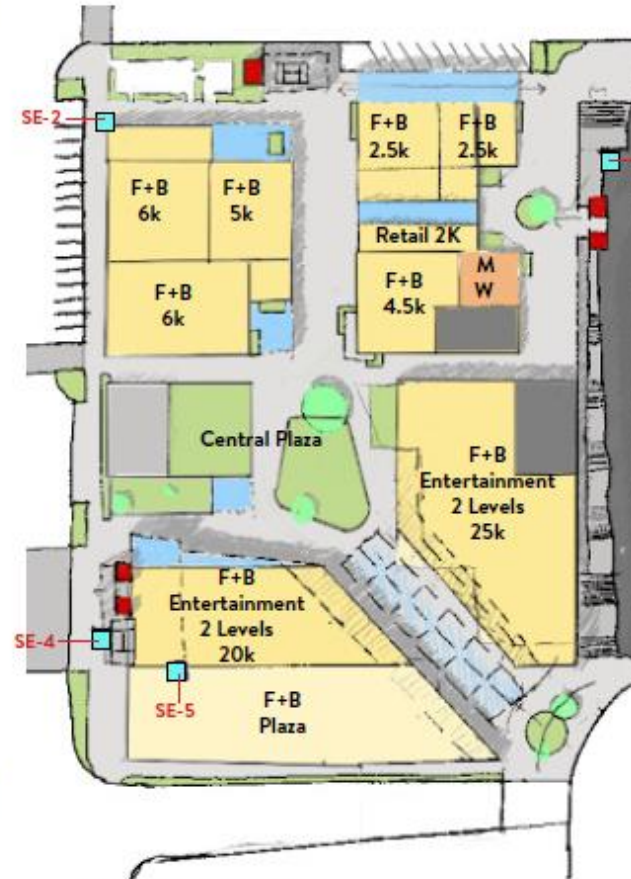 SE-2
F+B
2.5k
F+B
2.5k
F+B
6k
F+B
5k
Retail 2K
F+B
6k
F+B
4.5k
M
W
Central Plaza
F+B
Entertainment
2 Levels
25k
F+B
Entertainment
2 Levels
20k
SE-4
SE-5
F+B
Plaza